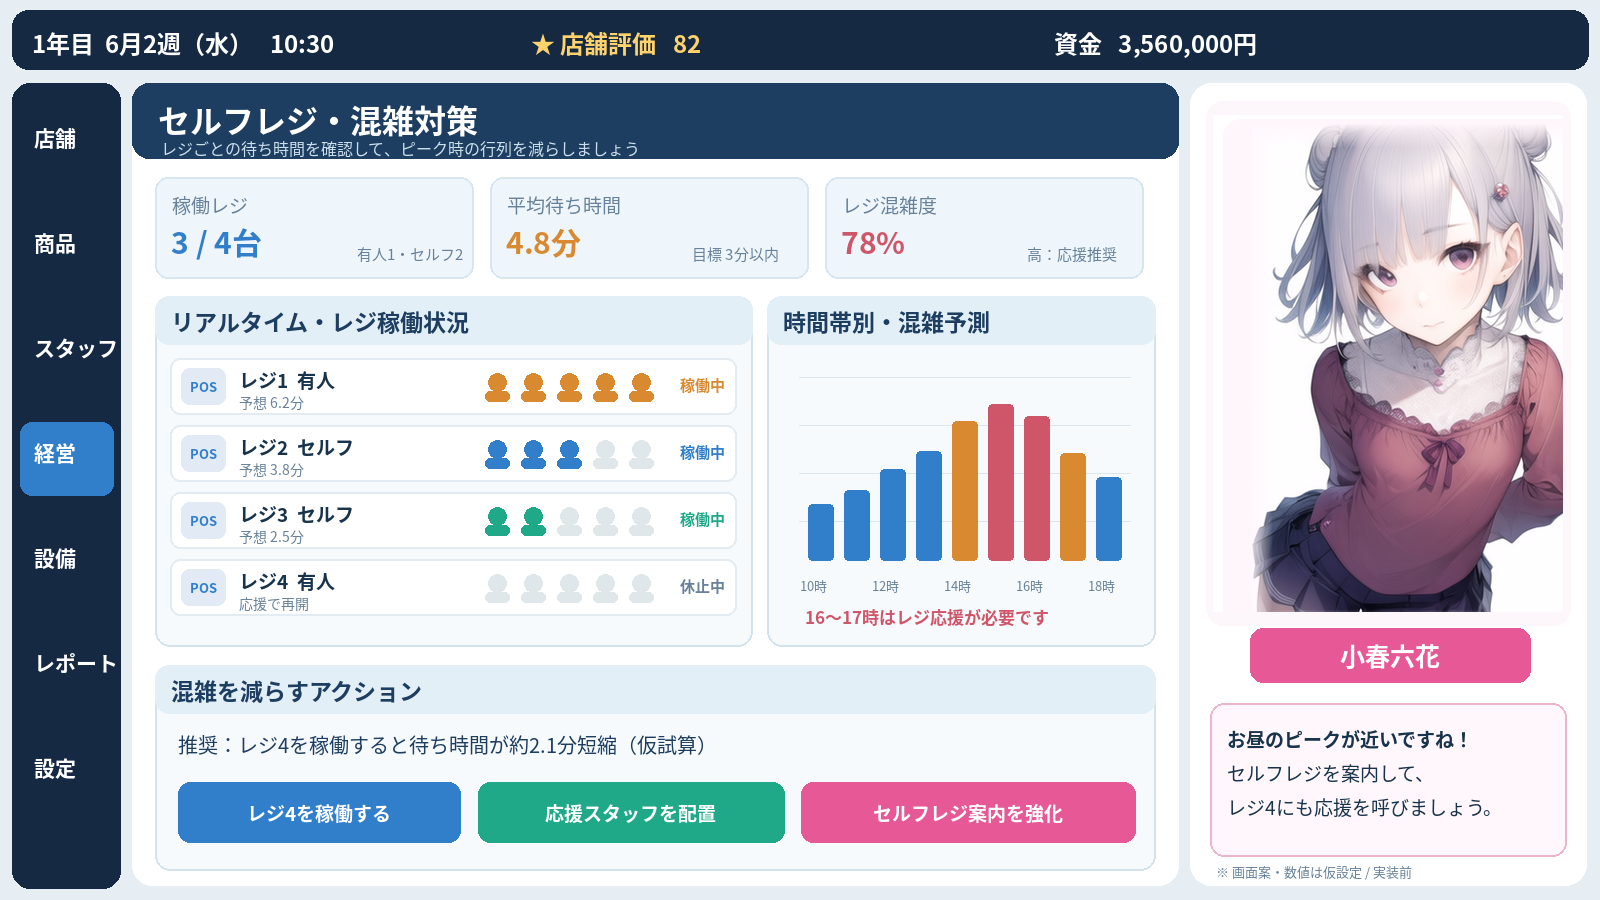 1年目 6月2週（水） 10:30
★ 店舗評価 82
資金 3,560,000円
店舗
商品
スタッフ
経営
設備
レポート
設定
セルフレジ・混雑対策
レジごとの待ち時間を確認して、ピーク時の行列を減らしましょう
稼働レジ
3 / 4台
有人1・セルフ2
平均待ち時間
4.8分
目標 3分以内
レジ混雑度
78%
高：応援推奨
リアルタイム・レジ稼働状況
POS
レジ1 有人
予想 6.2分
稼働中
POS
レジ2 セルフ
予想 3.8分
稼働中
POS
レジ3 セルフ
予想 2.5分
稼働中
POS
レジ4 有人
応援で再開
休止中
時間帯別・混雑予測
10時 12時 14時 16時 18時
16〜17時はレジ応援が必要です
混雑を減らすアクション
推奨：レジ4を稼働すると待ち時間が約2.1分短縮（仮試算）
レジ4を稼働する
応援スタッフを配置
セルフレジ案内を強化
小春六花
お昼のピークが近いですね！
セルフレジを案内して、
レジ4にも応援を呼びましょう。
※ 画面案・数値は仮設定 / 実装前